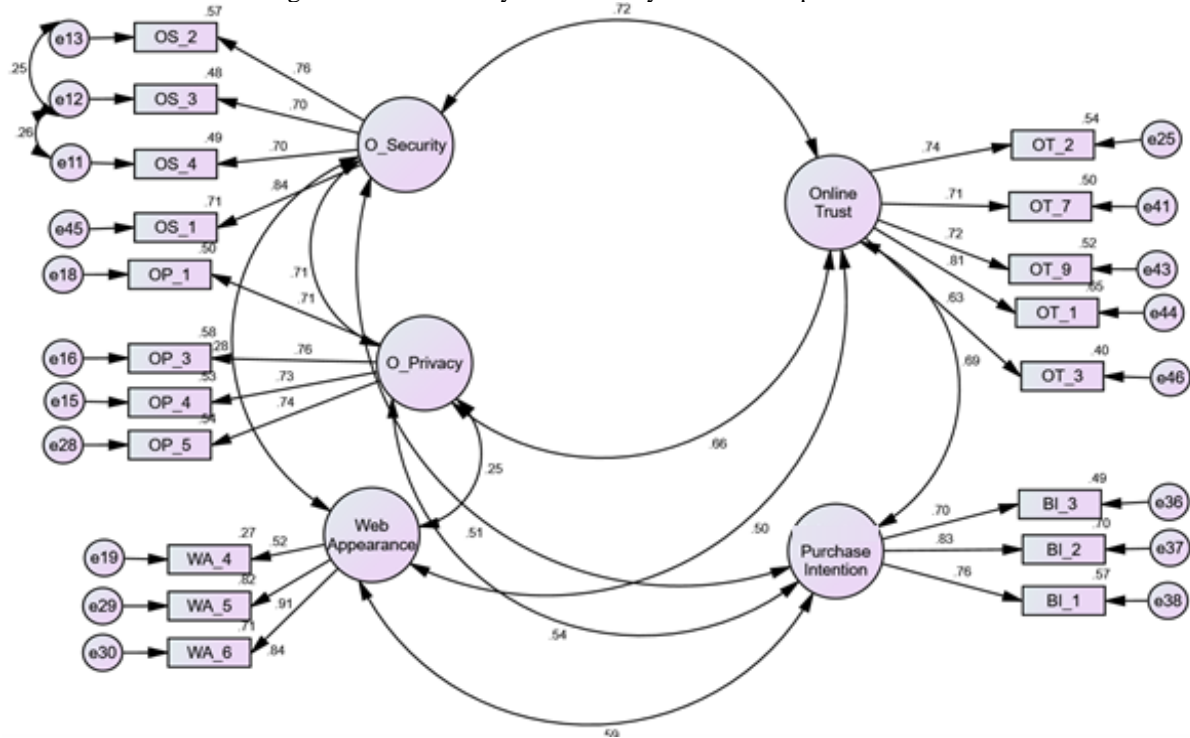 .72
.57
e13
OS_2
.25
.76
.48
e12
OS_3
.70
.26
.49
e11
OS_4
.70
O_Security
.84
.71
e45
OS_1
.50
e18
OP_1
.71
.71
.58
e16
OP_3
.28
.76
O_Privacy
.53
e15
OP_4
.73
.54
e28
OP_5
.74
.25
Web
Appearance
.27
e19
WA_4
.52
.82
e29
WA_5
.91
.71
e30
WA_6
.84
Online
Trust
.54
.74
OT_2
e25
.50
.71
OT_7
e41
.52
.72
OT_9
e43
.81
.65
OT_1
e44
.63
.40
OT_3
e46
.69
.66
.50
.51
.54
.59
Purchase
Intention
.49
.70
BI_3
e36
.70
.83
BI_2
e37
.57
.76
BI_1
e38